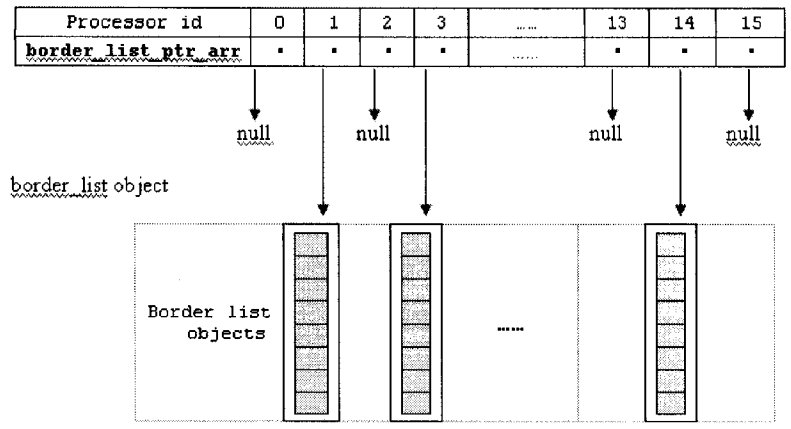 Processor id 0 1 2 3 ...... 13 14 15
border_list_ptr_arr ▪ ▪ ▪ ▪ ...... ▪ ▪ ▪
null null null null
border_list object
Border list
objects
......